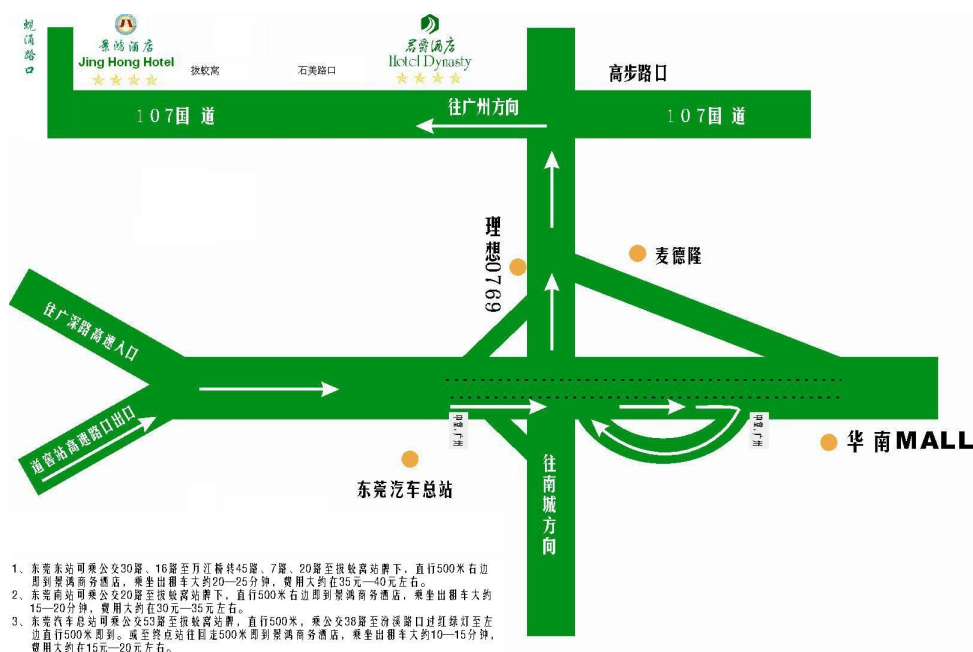 蚬涌路口
景鸿酒店
Jing Hong Hotel
拔蛟窝
石美路口
君爵酒店
Hotel Dynasty
高步路口
107国道
往广州方向
107国道
理想0769
麦德隆
往广深路高速入口
道窖站高速路口出口
中堂、广州
中堂、广州
华南MALL
东莞汽车总站
往南城方向
1、东莞东站可乘公交30路、16路至万江桥转45路、7路、20路至拔蛟窝站牌下，直行500米右边
即到景鸿商务酒店，乘坐出租车大约20—25分钟，费用大约在35元—40元左右。
2、东莞南站可乘公交20路至拔蛟窝站牌下，直行500米右边即到景鸿商务酒店，乘坐出租车大约
15—20分钟，费用大约在30元—35元左右。
3、东莞汽车总站可乘公交53路至拔蛟窝站牌，直行500米，乘公交38路至汾溪路口过红绿灯至左
边直行500米即到。或至终点站往回走500米即到景鸿商务酒店，乘坐出租车大约10—15分钟，
费用大约在15元—20元左右。